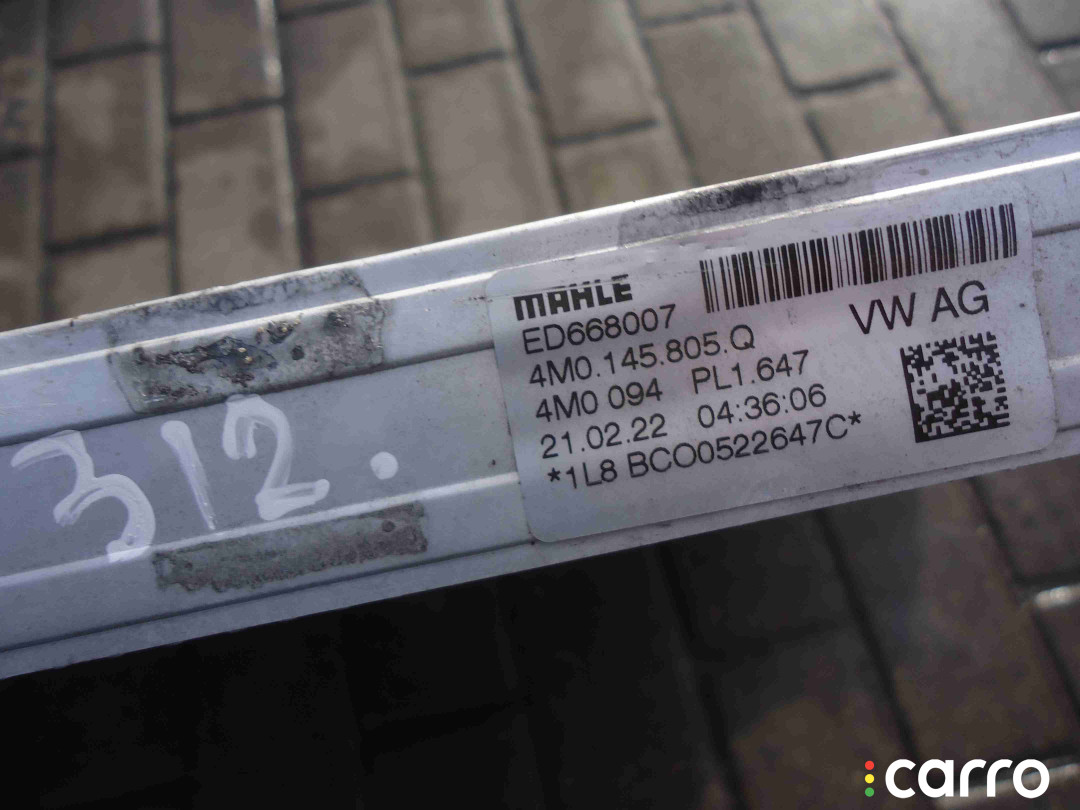 MAHLE
ED668007
VW AG
4M0.145.805.Q
4M0 094 PL1.647
21.02.22 04:36:06
*1L8 BCO0522647C*
312.
carro